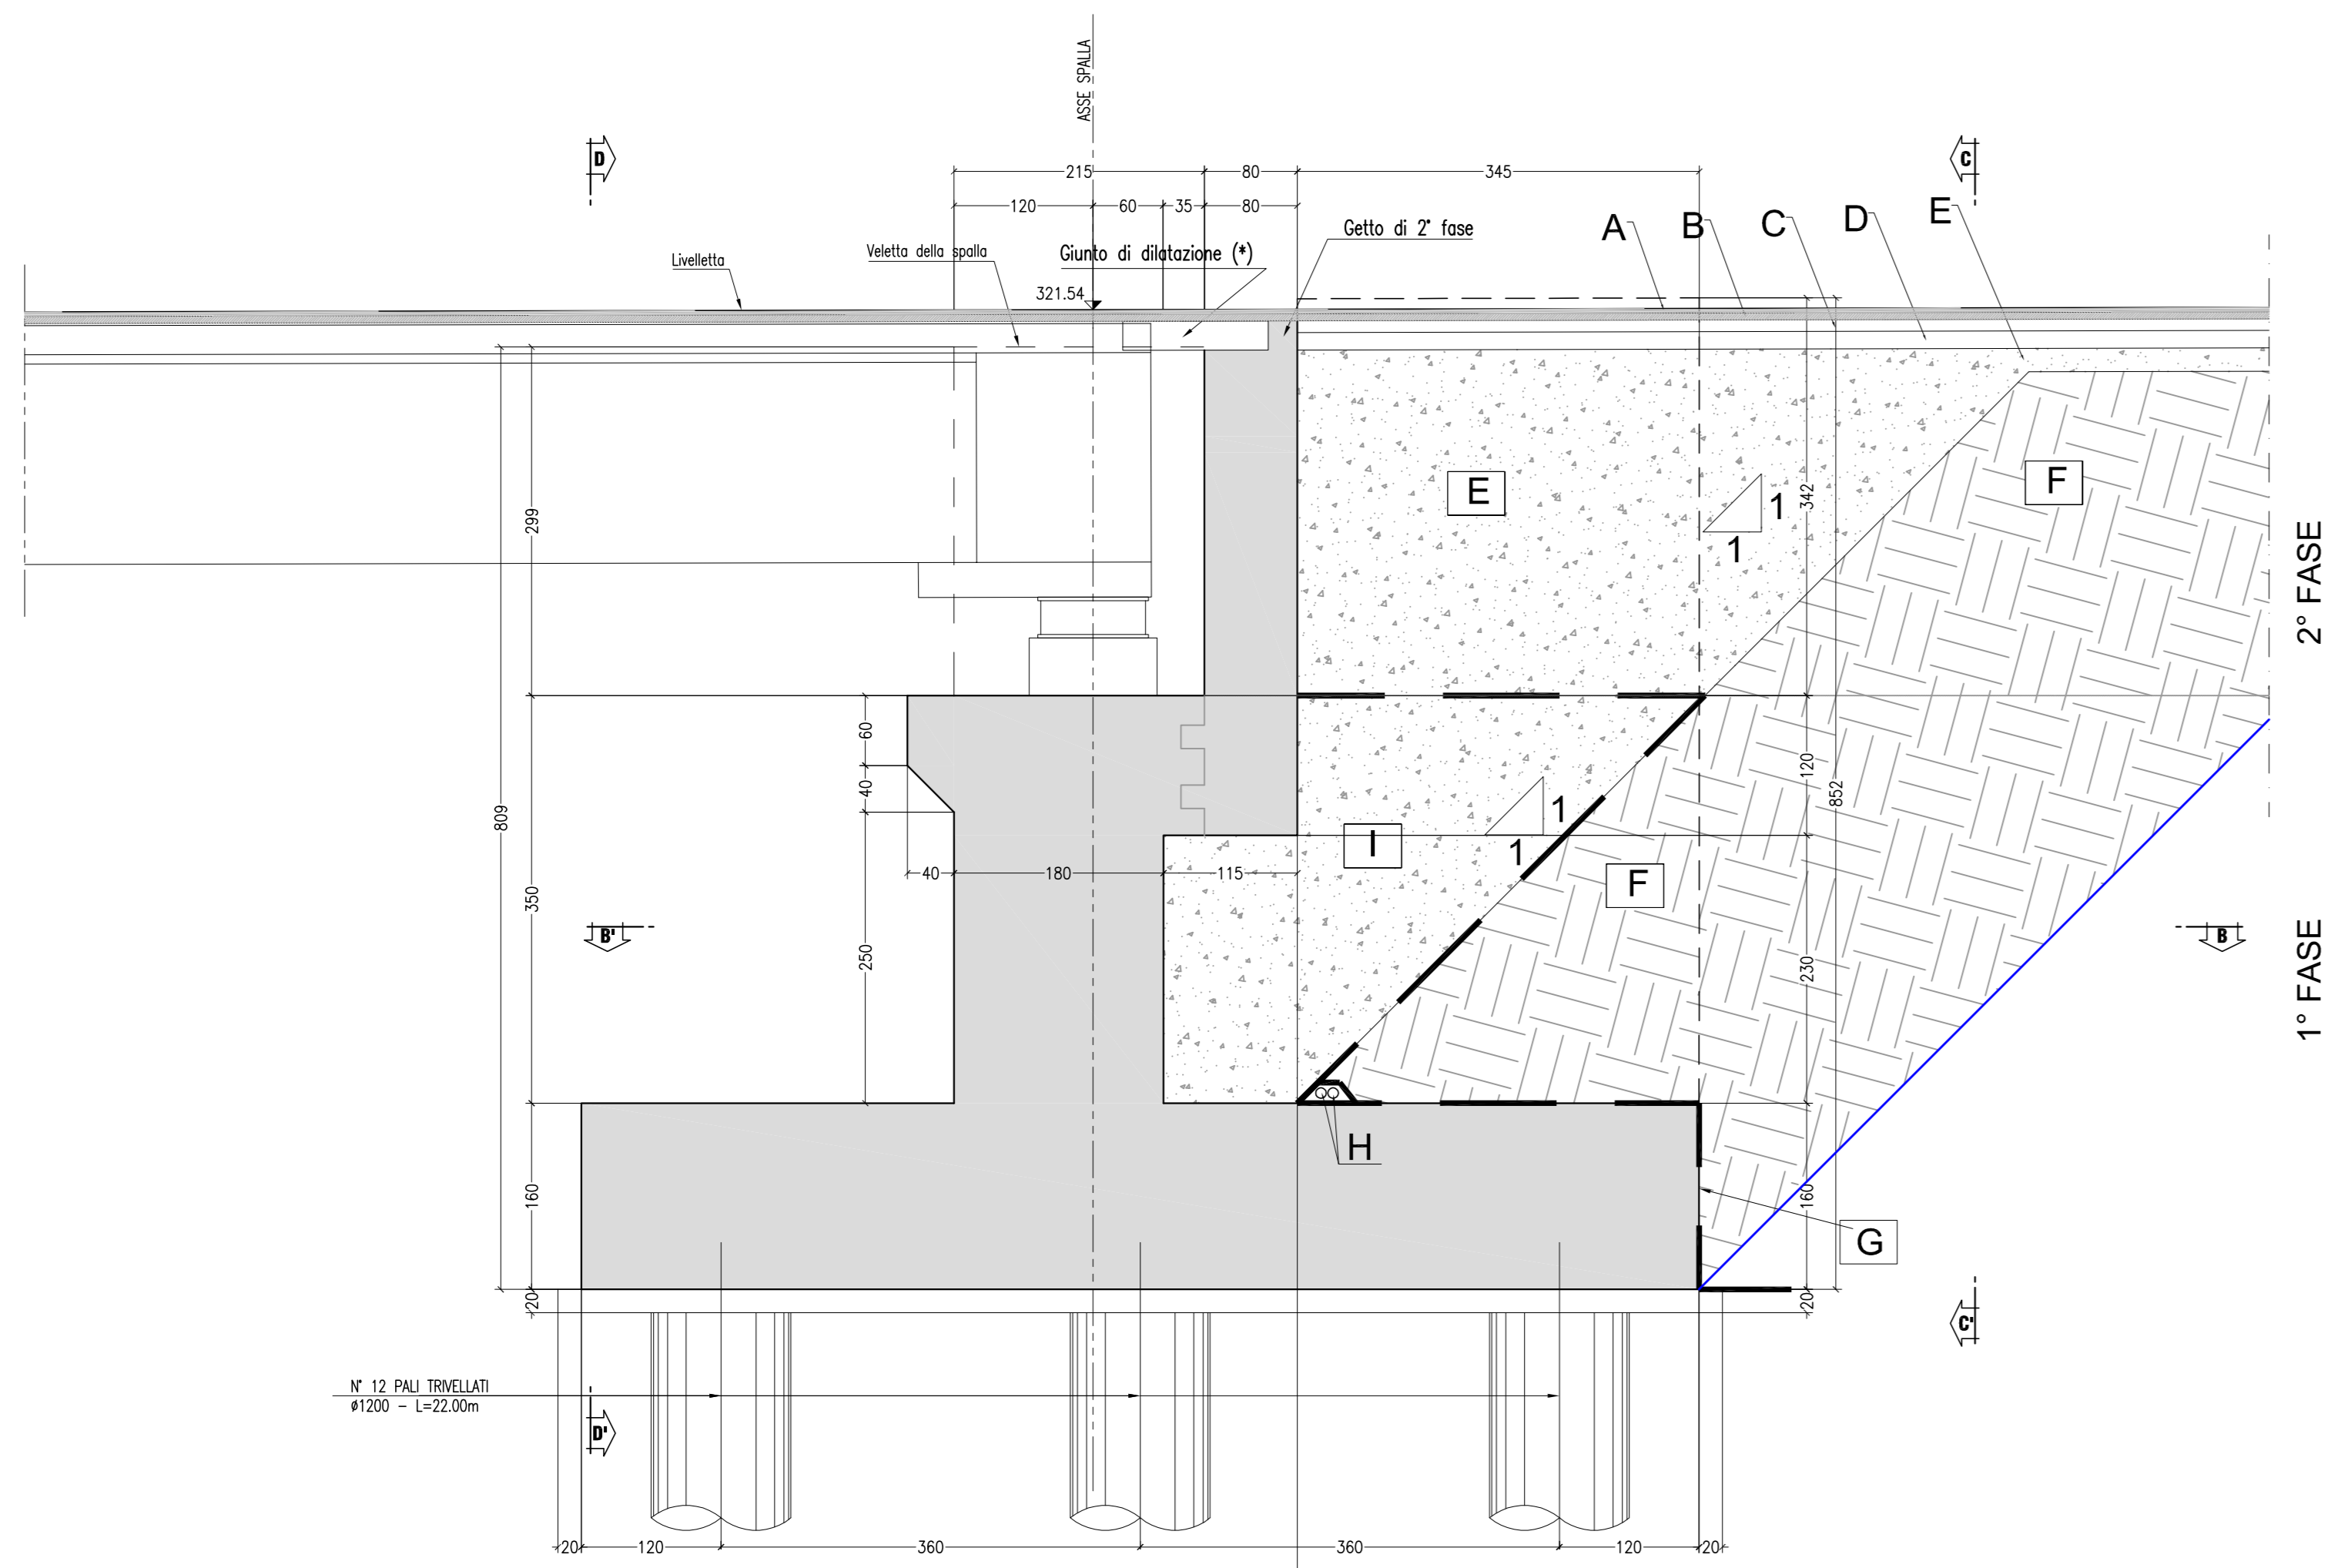 ASSE SPALLA
D
C
215
80
345
120
60
35
80
A
B
C
D
E
Getto di 2° fase
Veletta della spalla
Giunto di dilatazione (*)
Livelletta
321.54
E
F
1
1
342
299
2° FASE
60
40
120
852
809
1
1
I
F
40
180
115
350
250
230
B'
B
1° FASE
H
160
160
G
20
20
C'
N° 12 PALI TRIVELLATI
ø1200 – L=22.00m
D'
20
120
360
360
120
20